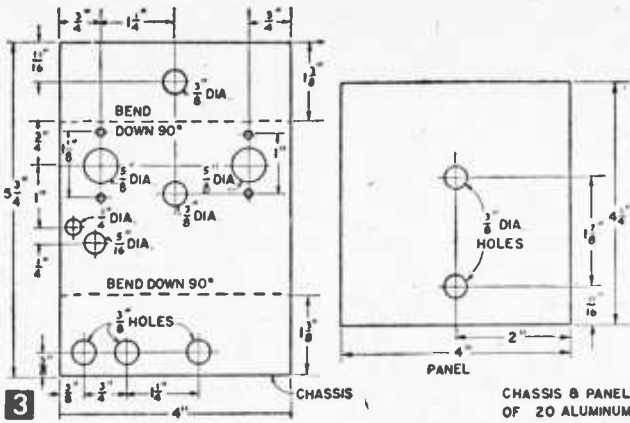 3/4"
1 1/4"
3/4"
11/16"
3/8" DIA.
1 3/8"
BEND
DOWN 90°
3/4"
1 1/8"
1"
5 3/4"
5/8" DIA.
5/8" DIA.
1"
1/4" DIA.
3/8" DIA.
5/16" DIA.
1/4"
BEND DOWN 90°
3/8" HOLES
1 3/8"
3/8"
3/4"
1 1/4"
CHASSIS
4"
3
3/8" DIA
HOLES
1 7/8"
4 1/4"
11/16"
2"
4"
PANEL
CHASSIS & PANEL
OF 20 ALUMINUM